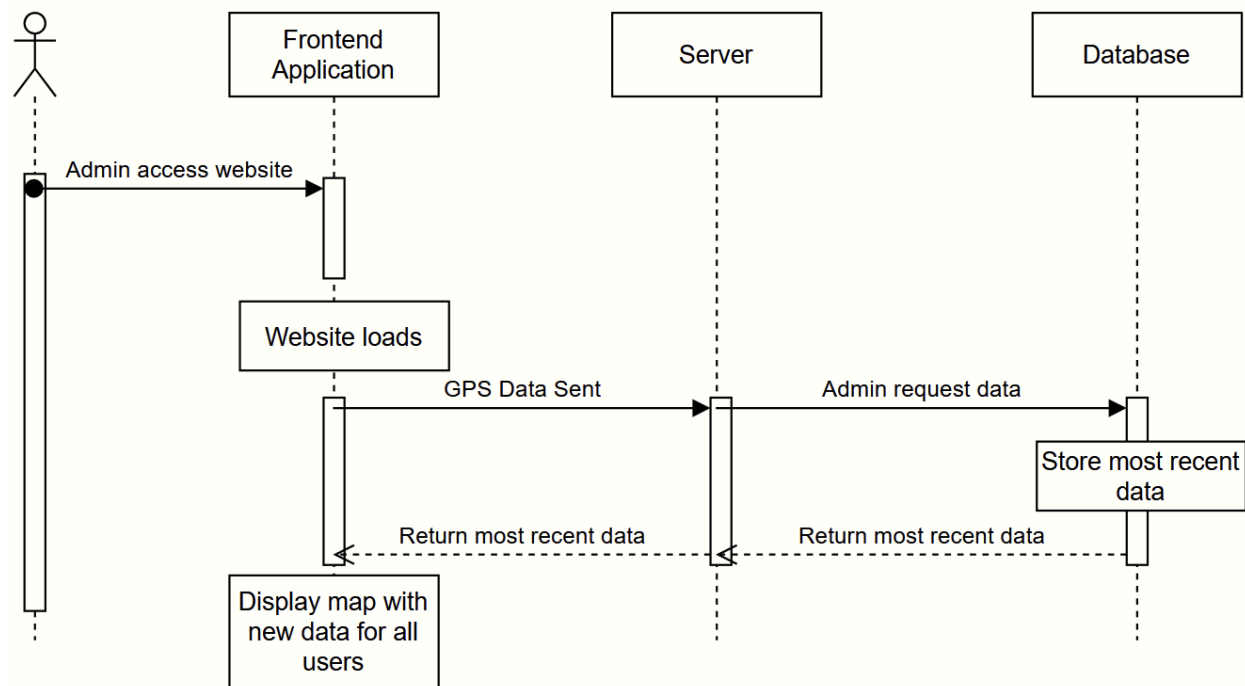 Frontend
Application
Server
Database
Admin access website
Website loads
GPS Data Sent
Admin request data
Store most recent
data
Return most recent data
Return most recent data
Display map with
new data for all
users